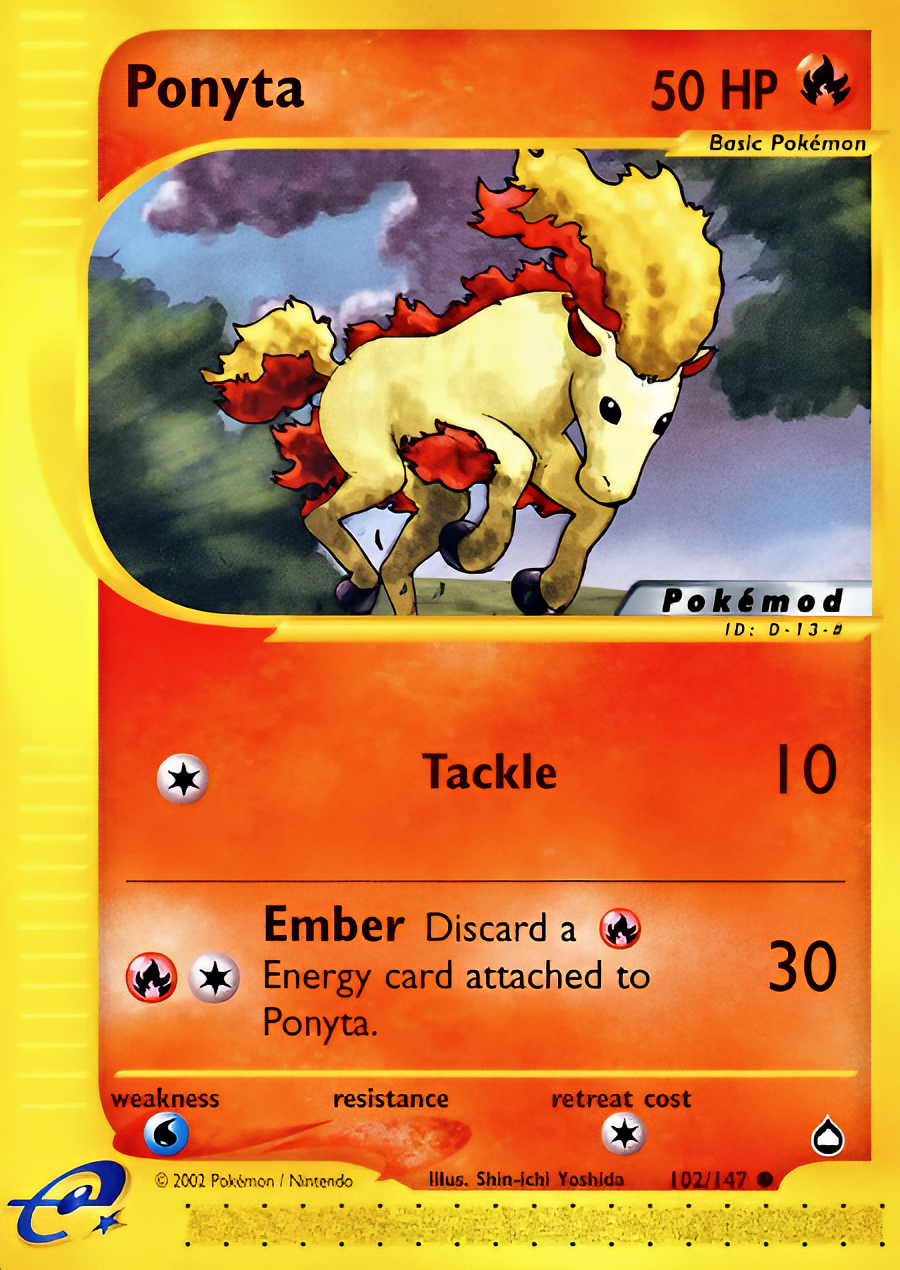 Ponyta
50 HP
Basic Pokémon
Pokémod
ID: D-13-#
Tackle
10
Ember Discard a
Energy card attached to
Ponyta.
30
weakness
resistance
retreat cost
© 2002 Pokémon / Nintendo
Illus. Shin-ichi Yoshida
102/147